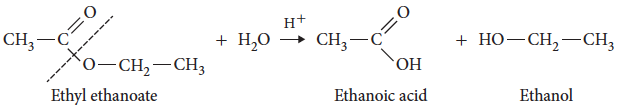 O O
H⁺
CH₃—C + H₂O ⟶ CH₃—C + HO—CH₂—CH₃
O—CH₂—CH₃ OH
Ethyl ethanoate Ethanoic acid Ethanol